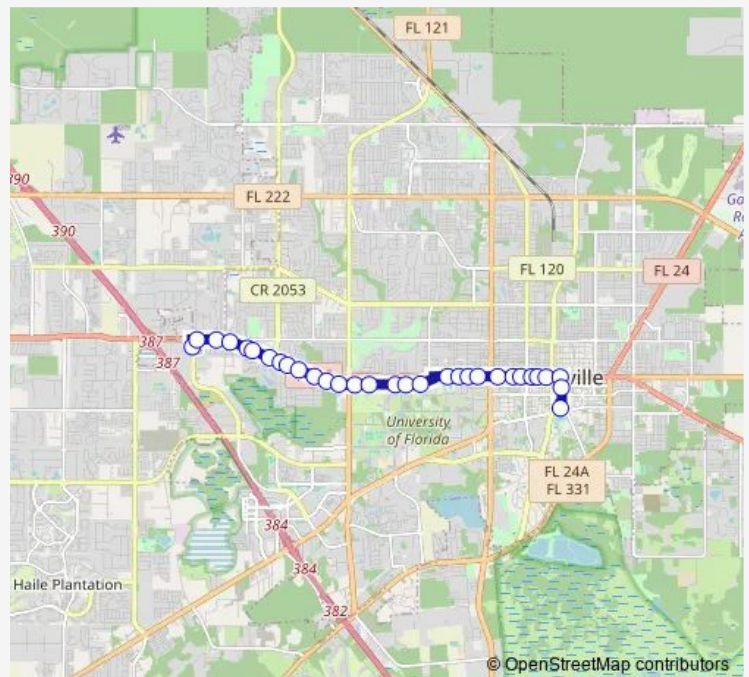 FL 121
390
390
FL 222
FL 120
FL 24
CR 2053
387
387
ville
University
of Florida
FL 24A
FL 331
384
384
Haile Plantation
382
© OpenStreetMap contributors